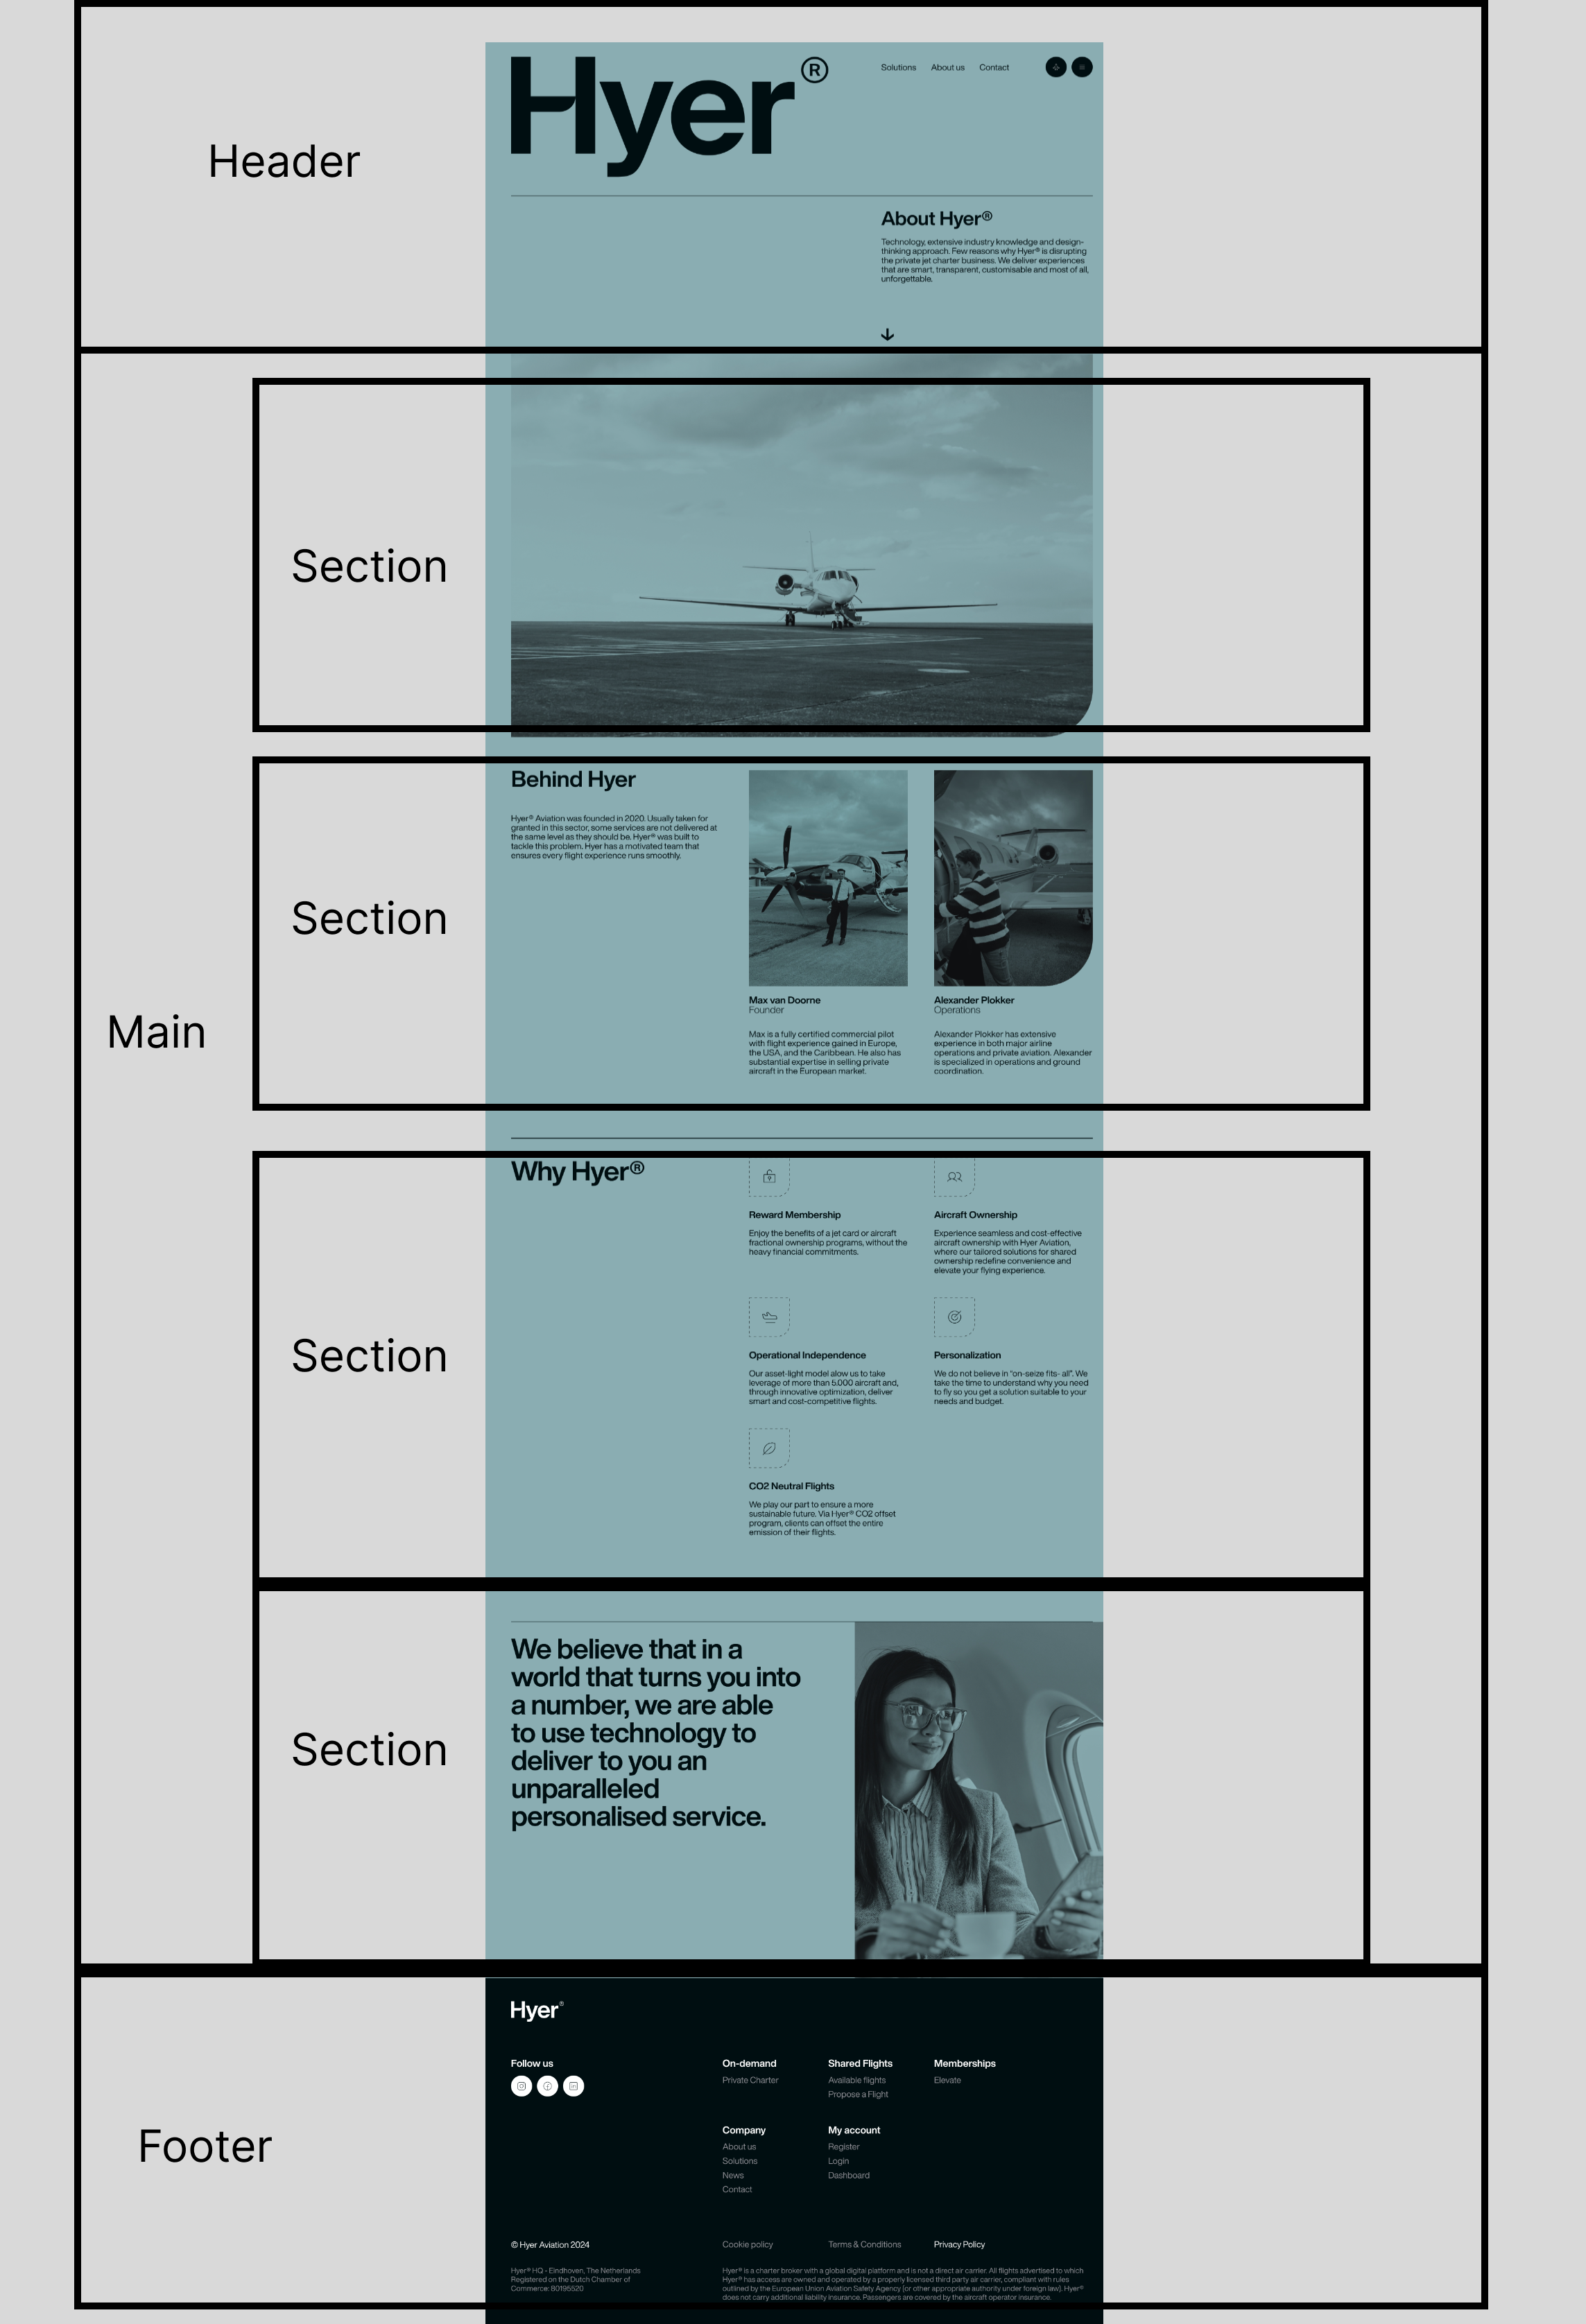 Header
Hyer®
Solutions About us Contact
About Hyer®
Technology, extensive industry knowledge and design-
thinking approach. Few reasons why Hyer® is disrupting
the private jet charter business. We deliver experiences
that are smart, transparent, customisable and most of all,
unforgettable.
Section
Main
Section
Behind Hyer
Hyer® Aviation was founded in 2020. Usually taken for
granted in this sector, some services are not delivered at
the same level as they should be. Hyer® was built to
tackle this problem. Hyer has a motivated team that
ensures every flight experience runs smoothly.
Max van Doorne
Founder
Max is a fully certified commercial pilot
with flight experience gained in Europe,
the USA, and the Caribbean. He also has
substantial expertise in selling private
aircraft in the European market.
Alexander Plokker
Operations
Alexander Plokker has extensive
experience in both major airline
operations and private aviation. Alexander
is specialized in operations and ground
coordination.
Section
Why Hyer®
Reward Membership
Enjoy the benefits of a jet card or aircraft
fractional ownership programs, without the
heavy financial commitments.
Aircraft Ownership
Experience seamless and cost-effective
aircraft ownership with Hyer Aviation,
where our tailored solutions for shared
ownership redefine convenience and
elevate your flying experience.
Operational Independence
Our asset-light model allow us to take
leverage of more than 5.000 aircraft and,
through innovative optimization, deliver
smart and cost-competitive flights.
Personalization
We do not believe in “on-seize fits- all”. We
take the time to understand why you need
to fly so you get a solution suitable to your
needs and budget.
CO2 Neutral Flights
We play our part to ensure a more
sustainable future. Via Hyer® CO2 offset
program, clients can offset the entire
emission of their flights.
Section
We believe that in a
world that turns you into
a number, we are able
to use technology to
deliver to you an
unparalleled
personalised service.
Footer
Hyer®
Follow us
On-demand
Private Charter
Shared Flights
Available flights
Propose a Flight
Memberships
Elevate
Company
About us
Solutions
News
Contact
My account
Register
Login
Dashboard
© Hyer Aviation 2024
Cookie policy
Terms & Conditions
Privacy Policy
Hyer® HQ - Eindhoven, The Netherlands
Registered on the Dutch Chamber of
Commerce: 80195520
Hyer® is a charter broker with a global digital platform and is not a direct air carrier. All flights advertised to which
Hyer® has access are owned and operated by a properly licensed third party air carrier, compliant with rules
outlined by the European Union Aviation Safety Agency [or other appropriate authority under foreign law]. Hyer®
does not carry additional liability insurance. Passengers are covered by the aircraft operator insurance.